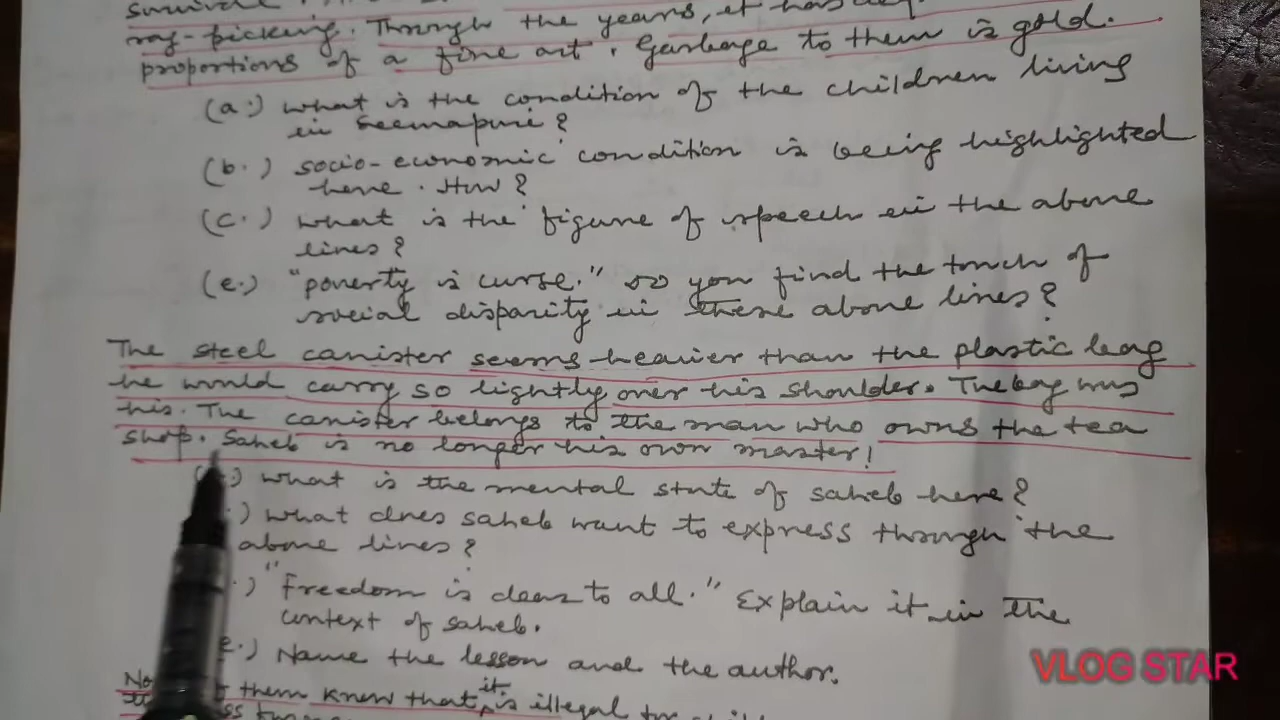 rag-picking. Through the years, it has
proportions of a fine art. Garbage to them is gold.
(a.) what is the condition of the children living
in seemapuri?
(b.) socio-economic condition is being highlighted
here. How?
(c.) what is the figure of speech in the above
lines?
(e.) "poverty is curse." Do you find the touch of
social disparity in these above lines?
The steel canister seems heavier than the plastic bag
he would carry so lightly over his shoulder. The bag was
his. The canister belongs to the man who owns the tea
shop. Saheb is no longer his own master!
.) what is the mental state of saheb here?
.) what does saheb want to express through the
above lines?
.) "Freedom is dear to all." Explain it in the
context of saheb.
e.) Name the lesson and the author.
them know that it is illegal
VLOG STAR